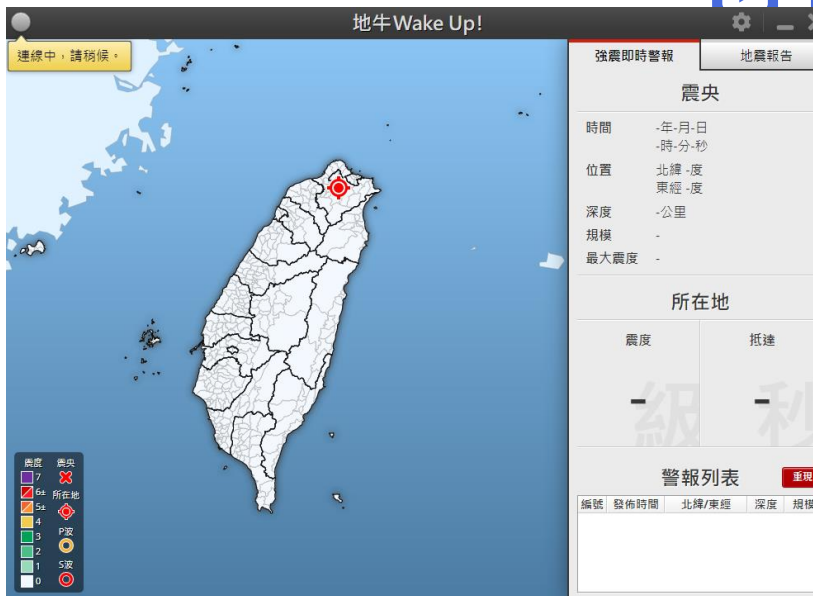 地牛Wake Up!
連線中，請稍候。
強震即時警報
地震報告
震央
時間 -年-月-日
-時-分-秒
位置 北緯 -度
東經 -度
深度 -公里
規模 -
最大震度 -
所在地
震度
抵達
-
級
-
秒
警報列表
重現
編號 發佈時間 北緯/東經 深度 規模
震度 震央
7
6± 所在地
5±
4
3 P波
2
1 S波
0